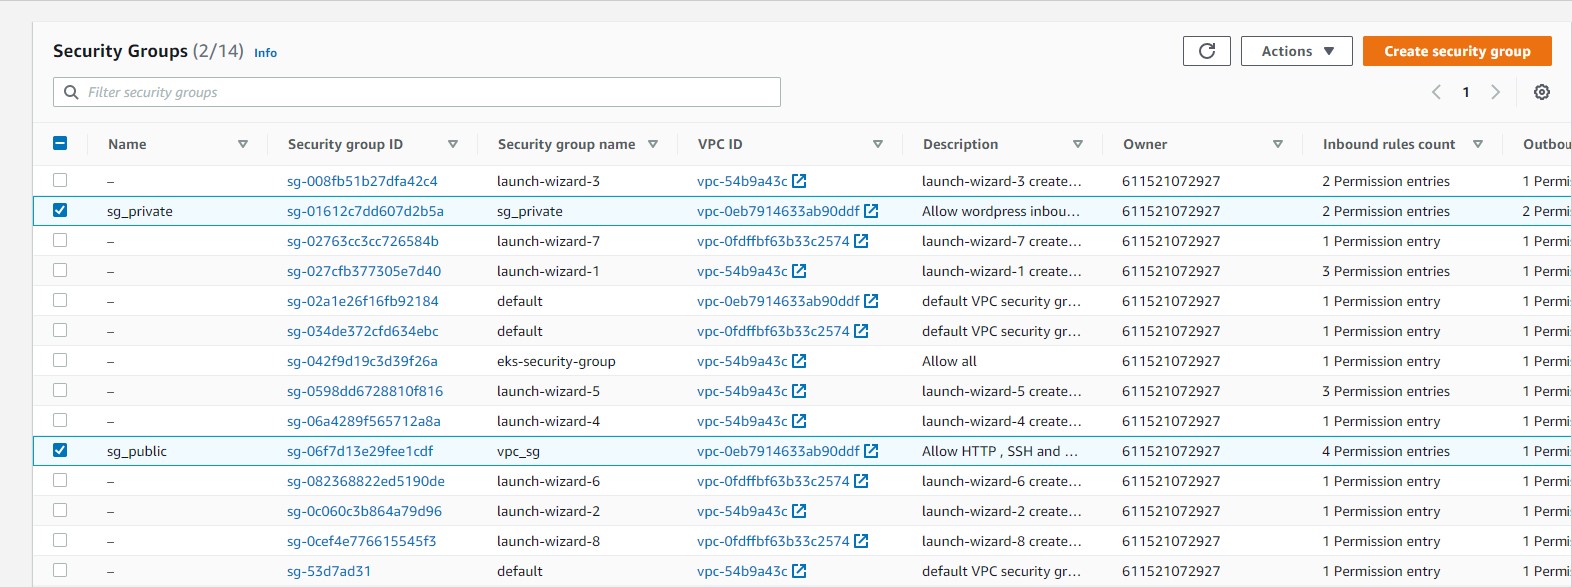 Security Groups (2/14) Info
Actions
Create security group
Filter security groups
1
Name Security group ID Security group name VPC ID Description Owner Inbound rules count Outbou
– sg-008fb51b27dfa42c4 launch-wizard-3 vpc-54b9a43c launch-wizard-3 create... 611521072927 2 Permission entries 1 Permi
sg_private sg-01612c7dd607d2b5a sg_private vpc-0eb7914633ab90ddf Allow wordpress inbou... 611521072927 2 Permission entries 2 Permi
– sg-02763cc3cc726584b launch-wizard-7 vpc-0fdffbf63b33c2574 launch-wizard-7 create... 611521072927 1 Permission entry 1 Permi
– sg-027cfb377305e7d40 launch-wizard-1 vpc-54b9a43c launch-wizard-1 create... 611521072927 3 Permission entries 1 Permi
– sg-02a1e26f16fb92184 default vpc-0eb7914633ab90ddf default VPC security gr... 611521072927 1 Permission entry 1 Permi
– sg-034de372cfd634ebc default vpc-0fdffbf63b33c2574 default VPC security gr... 611521072927 1 Permission entry 1 Permi
– sg-042f9d19c3d39f26a eks-security-group vpc-54b9a43c Allow all 611521072927 1 Permission entry 1 Permi
– sg-0598dd6728810f816 launch-wizard-5 vpc-54b9a43c launch-wizard-5 create... 611521072927 3 Permission entries 1 Permi
– sg-06a4289f565712a8a launch-wizard-4 vpc-54b9a43c launch-wizard-4 create... 611521072927 1 Permission entry 1 Permi
sg_public sg-06f7d13e29fee1cdf vpc_sg vpc-0eb7914633ab90ddf Allow HTTP , SSH and ... 611521072927 4 Permission entries 1 Permi
– sg-082368822ed5190de launch-wizard-6 vpc-0fdffbf63b33c2574 launch-wizard-6 create... 611521072927 1 Permission entry 1 Permi
– sg-0c060c3b864a79d96 launch-wizard-2 vpc-54b9a43c launch-wizard-2 create... 611521072927 1 Permission entry 1 Permi
– sg-0cef4e776615545f3 launch-wizard-8 vpc-0fdffbf63b33c2574 launch-wizard-8 create... 611521072927 1 Permission entry 1 Permi
– sg-53d7ad31 default vpc-54b9a43c default VPC security gr... 611521072927 1 Permission entry 1 Permi